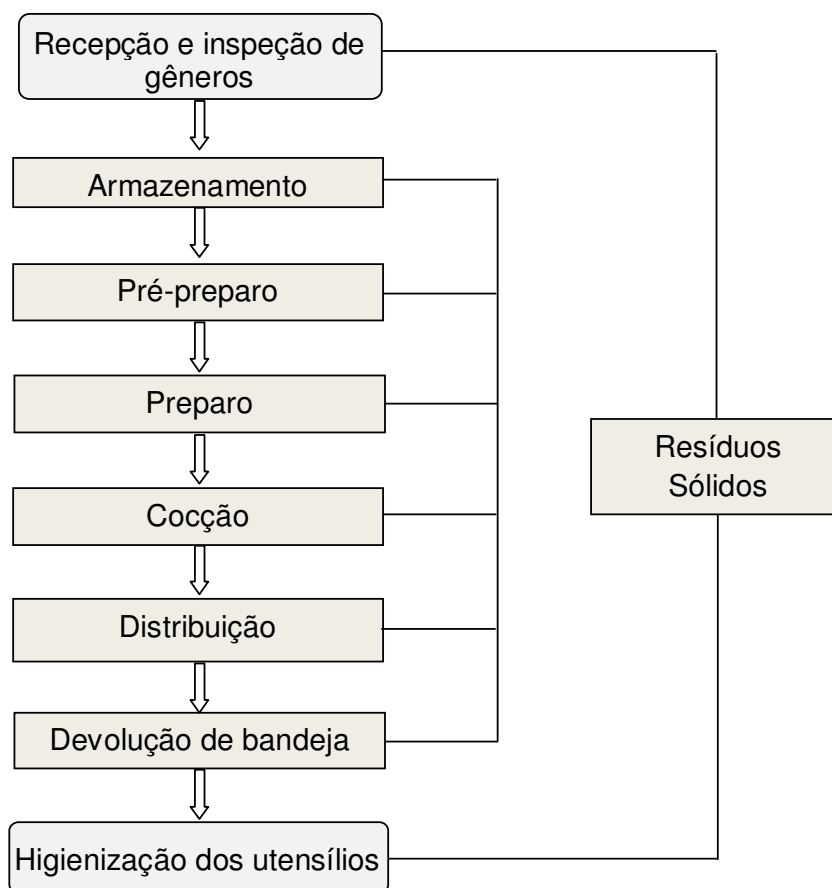 Recepção e inspeção de
gêneros
Armazenamento
Pré-preparo
Preparo
Resíduos
Sólidos
Cocção
Distribuição
Devolução de bandeja
Higienização dos utensílios